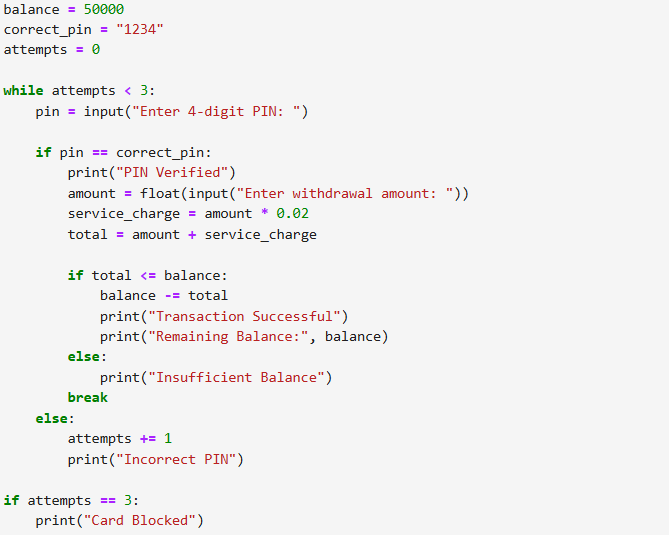 balance = 50000
correct_pin = "1234"
attempts = 0

while attempts < 3:
    pin = input("Enter 4-digit PIN: ")

    if pin == correct_pin:
        print("PIN Verified")
        amount = float(input("Enter withdrawal amount: "))
        service_charge = amount * 0.02
        total = amount + service_charge

        if total <= balance:
            balance -= total
            print("Transaction Successful")
            print("Remaining Balance:", balance)
        else:
            print("Insufficient Balance")
        break
    else:
        attempts += 1
        print("Incorrect PIN")

if attempts == 3:
    print("Card Blocked")